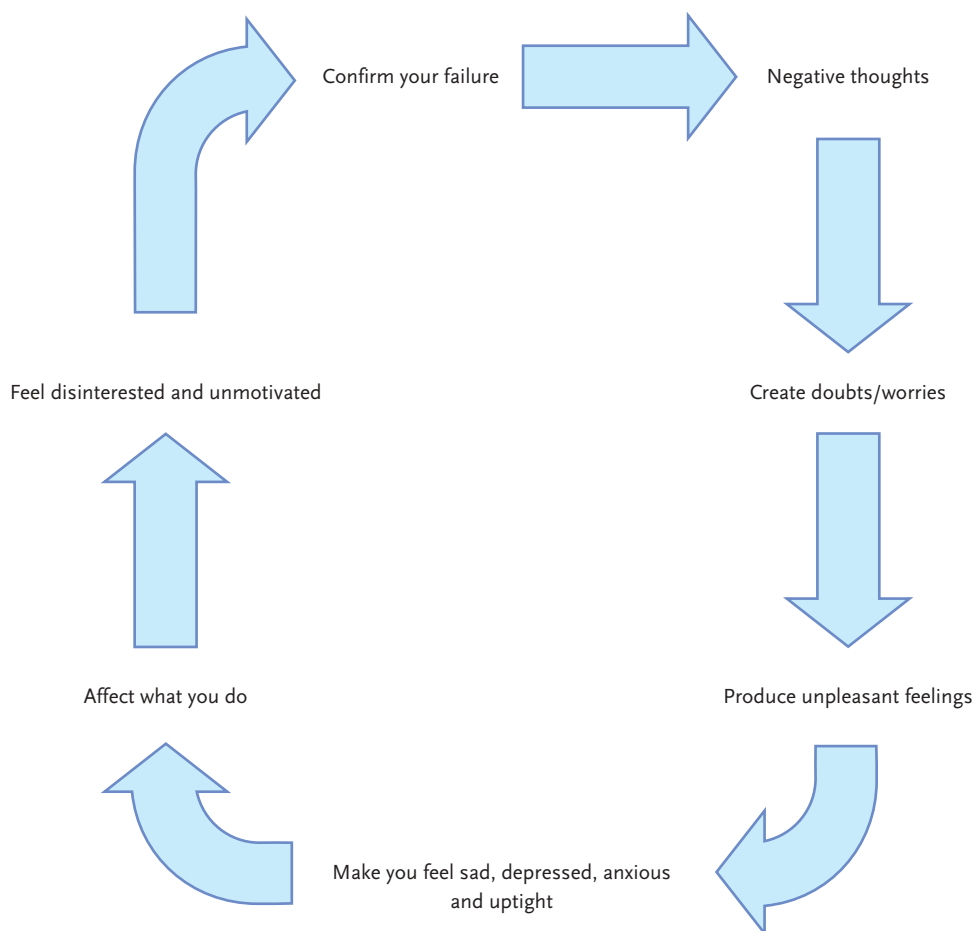 Confirm your failure
Negative thoughts
Create doubts/worries
Produce unpleasant feelings
Make you feel sad, depressed, anxious
and uptight
Affect what you do
Feel disinterested and unmotivated